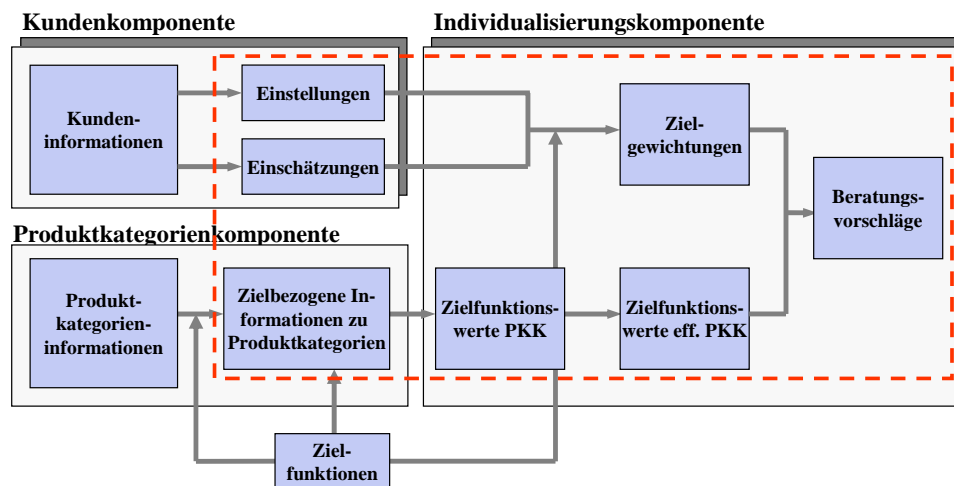 Kundenkomponente
Individualisierungskomponente
Kunden-
informationen
Einstellungen
Einschätzungen
Ziel-
gewichtungen
Beratungs-
vorschläge
Produktkategorienkomponente
Produkt-
kategorien-
informationen
Zielbezogene In-
formationen zu
Produktkategorien
Zielfunktions-
werte PKK
Zielfunktions-
werte eff. PKK
Ziel-
funktionen